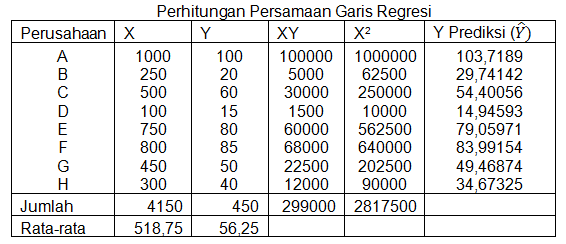 Perhitungan Persamaan Garis Regresi
Perusahaan X Y XY X² Y Prediksi (Ŷ)
A 1000 100 100000 1000000 103,7189
B 250 20 5000 62500 29,74142
C 500 60 30000 250000 54,40056
D 100 15 1500 10000 14,94593
E 750 80 60000 562500 79,05971
F 800 85 68000 640000 83,99154
G 450 50 22500 202500 49,46874
H 300 40 12000 90000 34,67325
Jumlah 4150 450 299000 2817500
Rata-rata 518,75 56,25